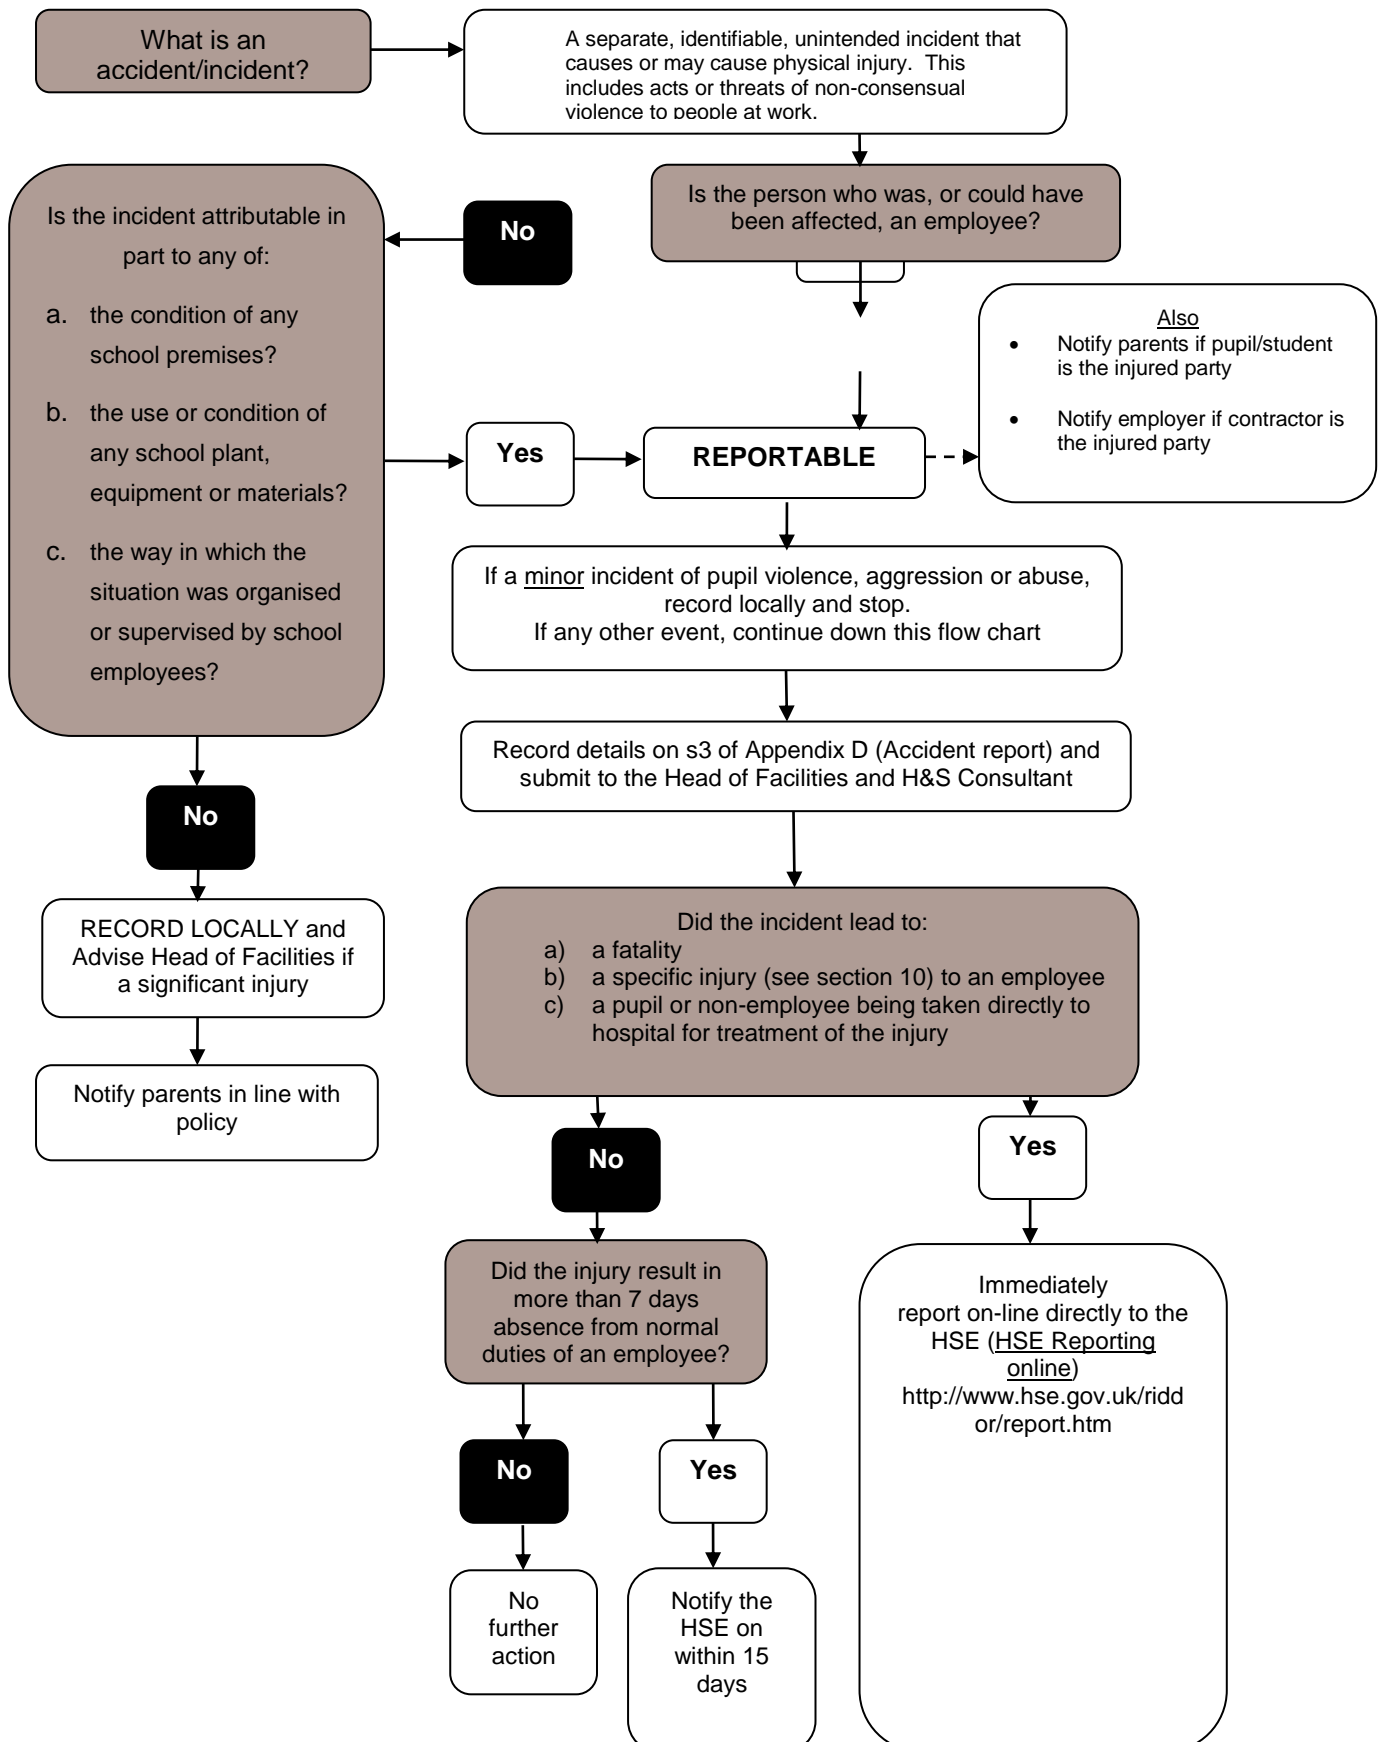 What is an
accident/incident?
A separate, identifiable, unintended incident that
causes or may cause physical injury.  This
includes acts or threats of non-consensual
violence to people at work.
Is the person who was, or could have
been affected, an employee?
No
Is the incident attributable in
part to any of:
a. the condition of any
school premises?
b. the use or condition of
any school plant,
equipment or materials?
c. the way in which the
situation was organised
or supervised by school
employees?
Yes
REPORTABLE
Also
• Notify parents if pupil/student
is the injured party
• Notify employer if contractor is
the injured party
If a minor incident of pupil violence, aggression or abuse,
record locally and stop.
If any other event, continue down this flow chart
Record details on s3 of Appendix D (Accident report) and
submit to the Head of Facilities and H&S Consultant
No
RECORD LOCALLY and
Advise Head of Facilities if
a significant injury
Notify parents in line with
policy
Did the incident lead to:
a) a fatality
b) a specific injury (see section 10) to an employee
c) a pupil or non-employee being taken directly to
hospital for treatment of the injury
No
Yes
Did the injury result in
more than 7 days
absence from normal
duties of an employee?
Immediately
report on-line directly to the
HSE (HSE Reporting
online)
http://www.hse.gov.uk/ridd
or/report.htm
No
Yes
No
further
action
Notify the
HSE on
within 15
days